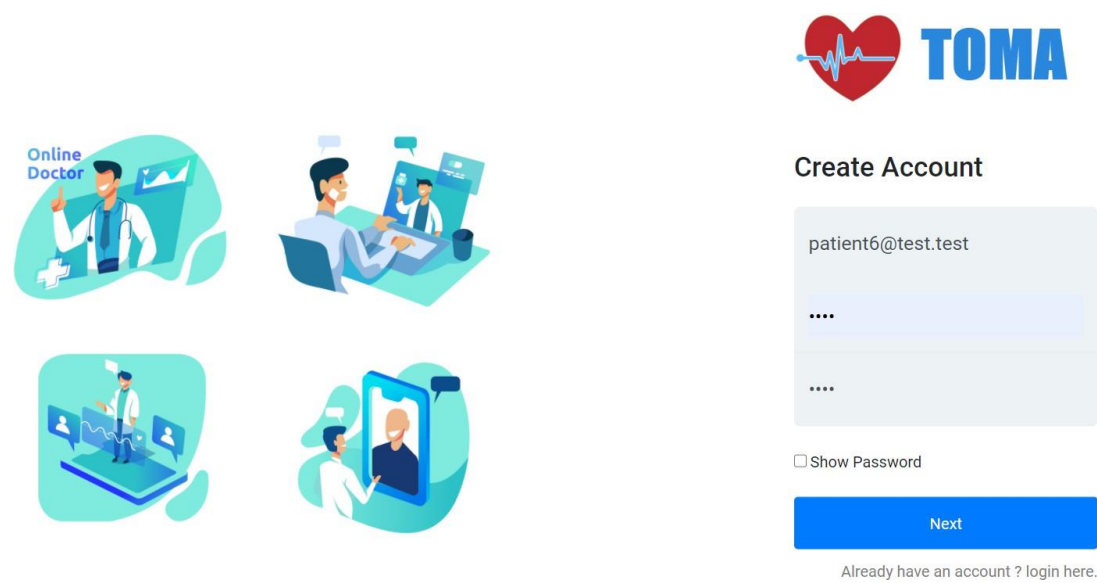 TOMA
Online
Doctor
Create Account
patient6@test.test
••••
••••
Show Password
Next
Already have an account ? login here.